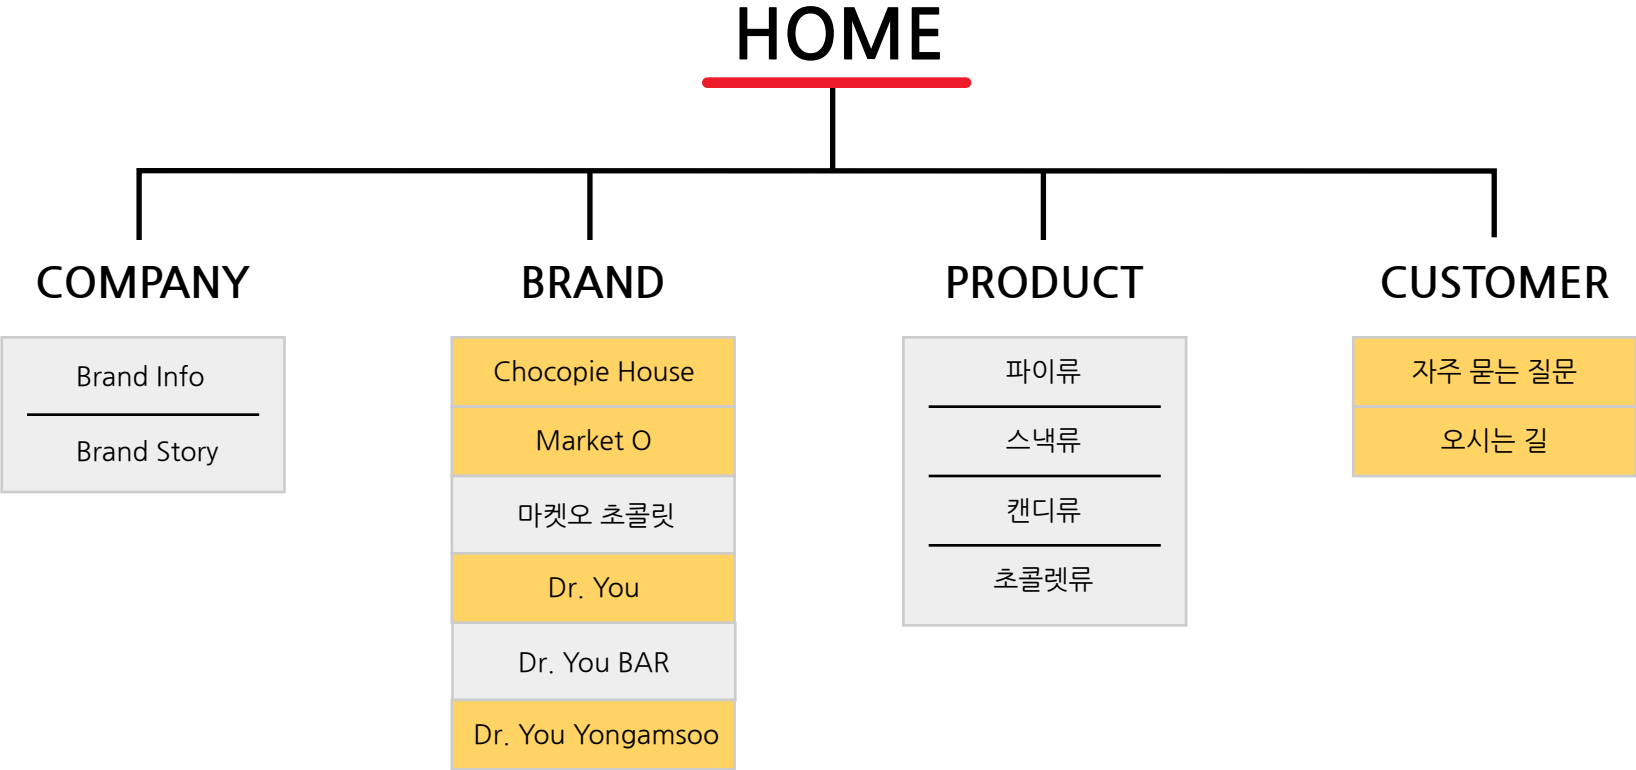 HOME
COMPANY
Brand Info
Brand Story
BRAND
Chocopie House
Market O
마켓오 초콜릿
Dr. You
Dr. You BAR
Dr. You Yongamsoo
PRODUCT
파이류
스낵류
캔디류
초콜렛류
CUSTOMER
자주 묻는 질문
오시는 길